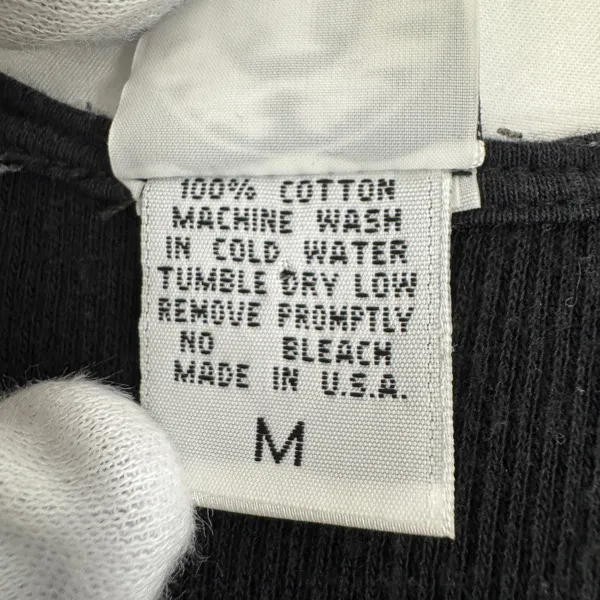 100% COTTON
MACHINE WASH
IN COLD WATER
TUMBLE DRY LOW
REMOVE PROMPTLY
NO BLEACH
MADE IN U.S.A.
M